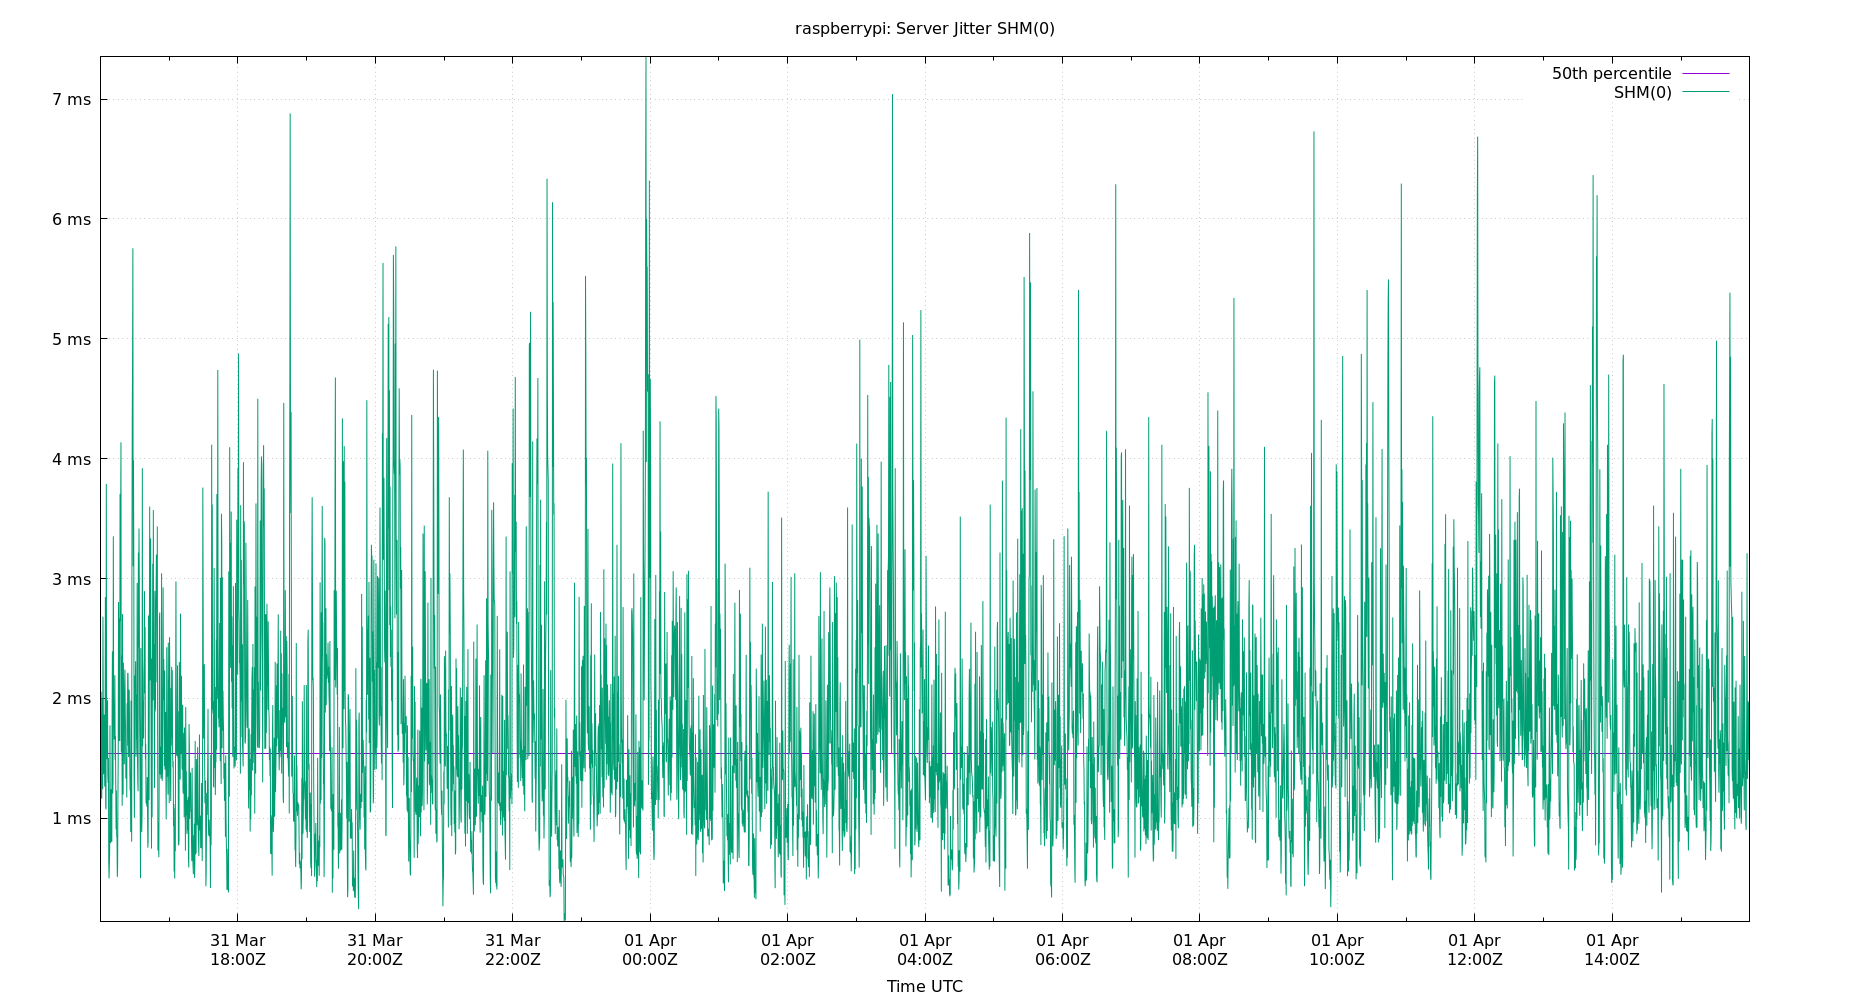 raspberrypi: Server Jitter SHM(0)
50th percentile
SHM(0)
7 ms
6 ms
5 ms
4 ms
3 ms
2 ms
1 ms
31 Mar 31 Mar 31 Mar 01 Apr 01 Apr 01 Apr 01 Apr 01 Apr 01 Apr 01 Apr 01 Apr
18:00Z 20:00Z 22:00Z 00:00Z 02:00Z 04:00Z 06:00Z 08:00Z 10:00Z 12:00Z 14:00Z
Time UTC